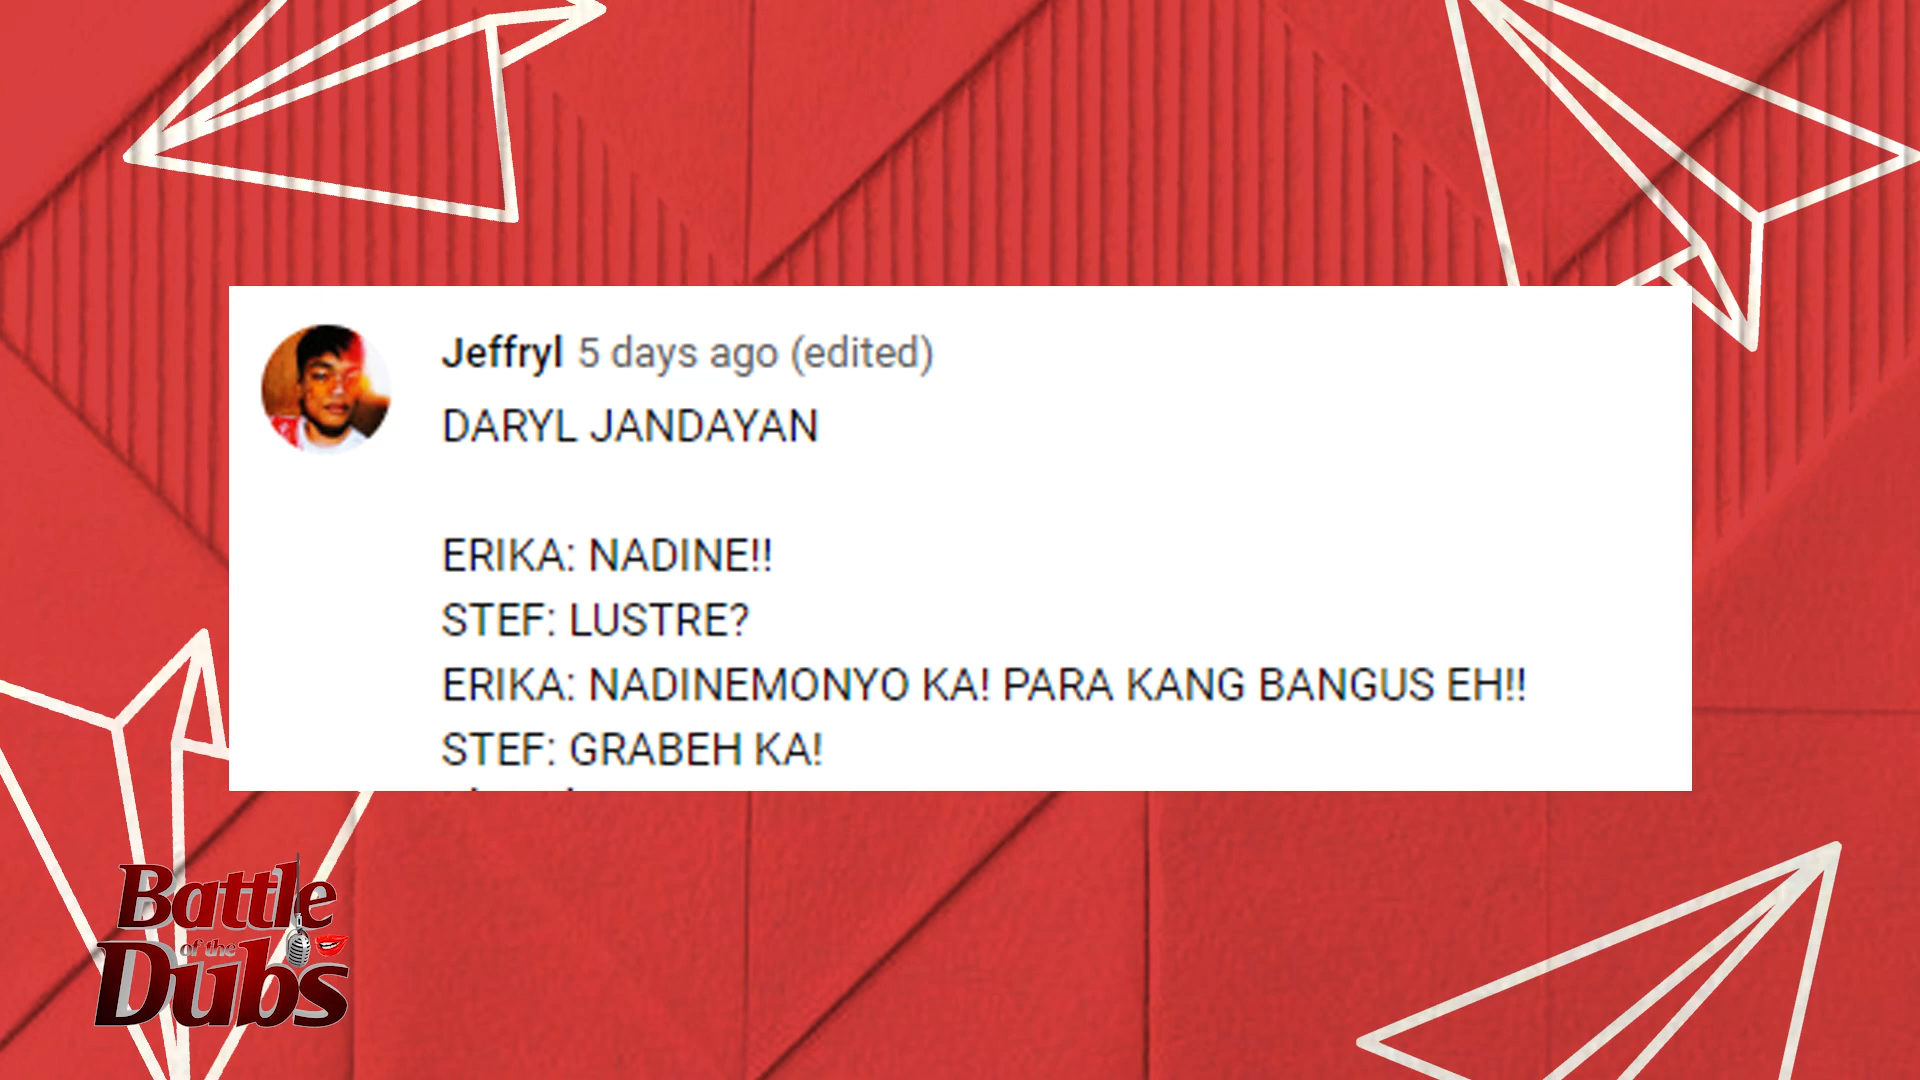 Jeffryl 5 days ago (edited)
DARYL JANDAYAN
ERIKA: NADINE!!
STEF: LUSTRE?
ERIKA: NADINEMONYO KA! PARA KANG BANGUS EH!!
STEF: GRABEH KA!
Battle
of the
Dubs